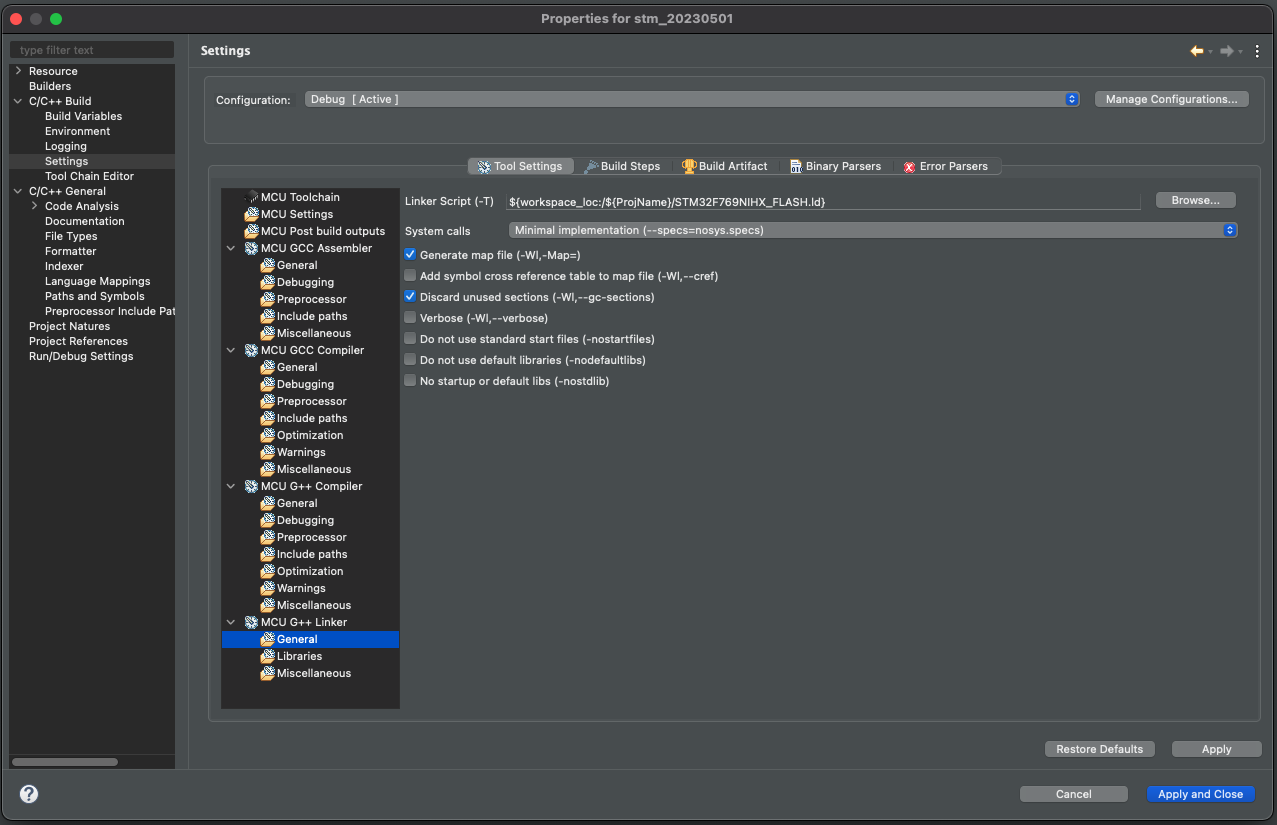 Properties for stm_20230501
type filter text
Resource
Builders
C/C++ Build
Build Variables
Environment
Logging
Settings
Tool Chain Editor
C/C++ General
Code Analysis
Documentation
File Types
Formatter
Indexer
Language Mappings
Paths and Symbols
Preprocessor Include Pat
Project Natures
Project References
Run/Debug Settings
Settings
Configuration:
Debug [ Active ]
Manage Configurations...
Tool Settings
Build Steps
Build Artifact
Binary Parsers
Error Parsers
MCU Toolchain
MCU Settings
MCU Post build outputs
MCU GCC Assembler
General
Debugging
Preprocessor
Include paths
Miscellaneous
MCU GCC Compiler
General
Debugging
Preprocessor
Include paths
Optimization
Warnings
Miscellaneous
MCU G++ Compiler
General
Debugging
Preprocessor
Include paths
Optimization
Warnings
Miscellaneous
MCU G++ Linker
General
Libraries
Miscellaneous
Linker Script (-T)
${workspace_loc:/${ProjName}/STM32F769NIHX_FLASH.ld}
Browse...
System calls
Minimal implementation (--specs=nosys.specs)
Generate map file (-Wl,-Map=)
Add symbol cross reference table to map file (-Wl,--cref)
Discard unused sections (-Wl,--gc-sections)
Verbose (-Wl,--verbose)
Do not use standard start files (-nostartfiles)
Do not use default libraries (-nodefaultlibs)
No startup or default libs (-nostdlib)
Restore Defaults
Apply
?
Cancel
Apply and Close